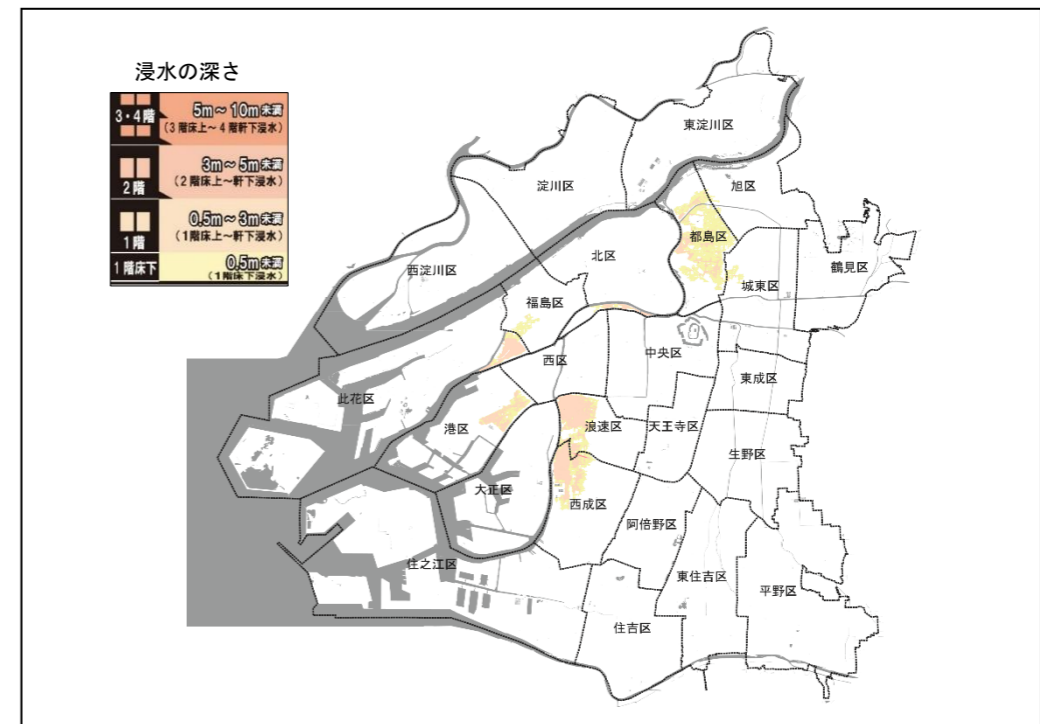 浸水の深さ
3・4階 5m～10m未満
（3階床上～4階軒下浸水）
2階 3m～5m未満
（2階床上～軒下浸水）
1階 0.5m～3m未満
（1階床上～軒下浸水）
1階床下 0.5m未満
（1階床下浸水）
東淀川区
淀川区
旭区
都島区
北区
鶴見区
西淀川区
城東区
福島区
中央区
西区
東成区
此花区
浪速区
天王寺区
港区
生野区
大正区
西成区
阿倍野区
住之江区
東住吉区
平野区
住吉区